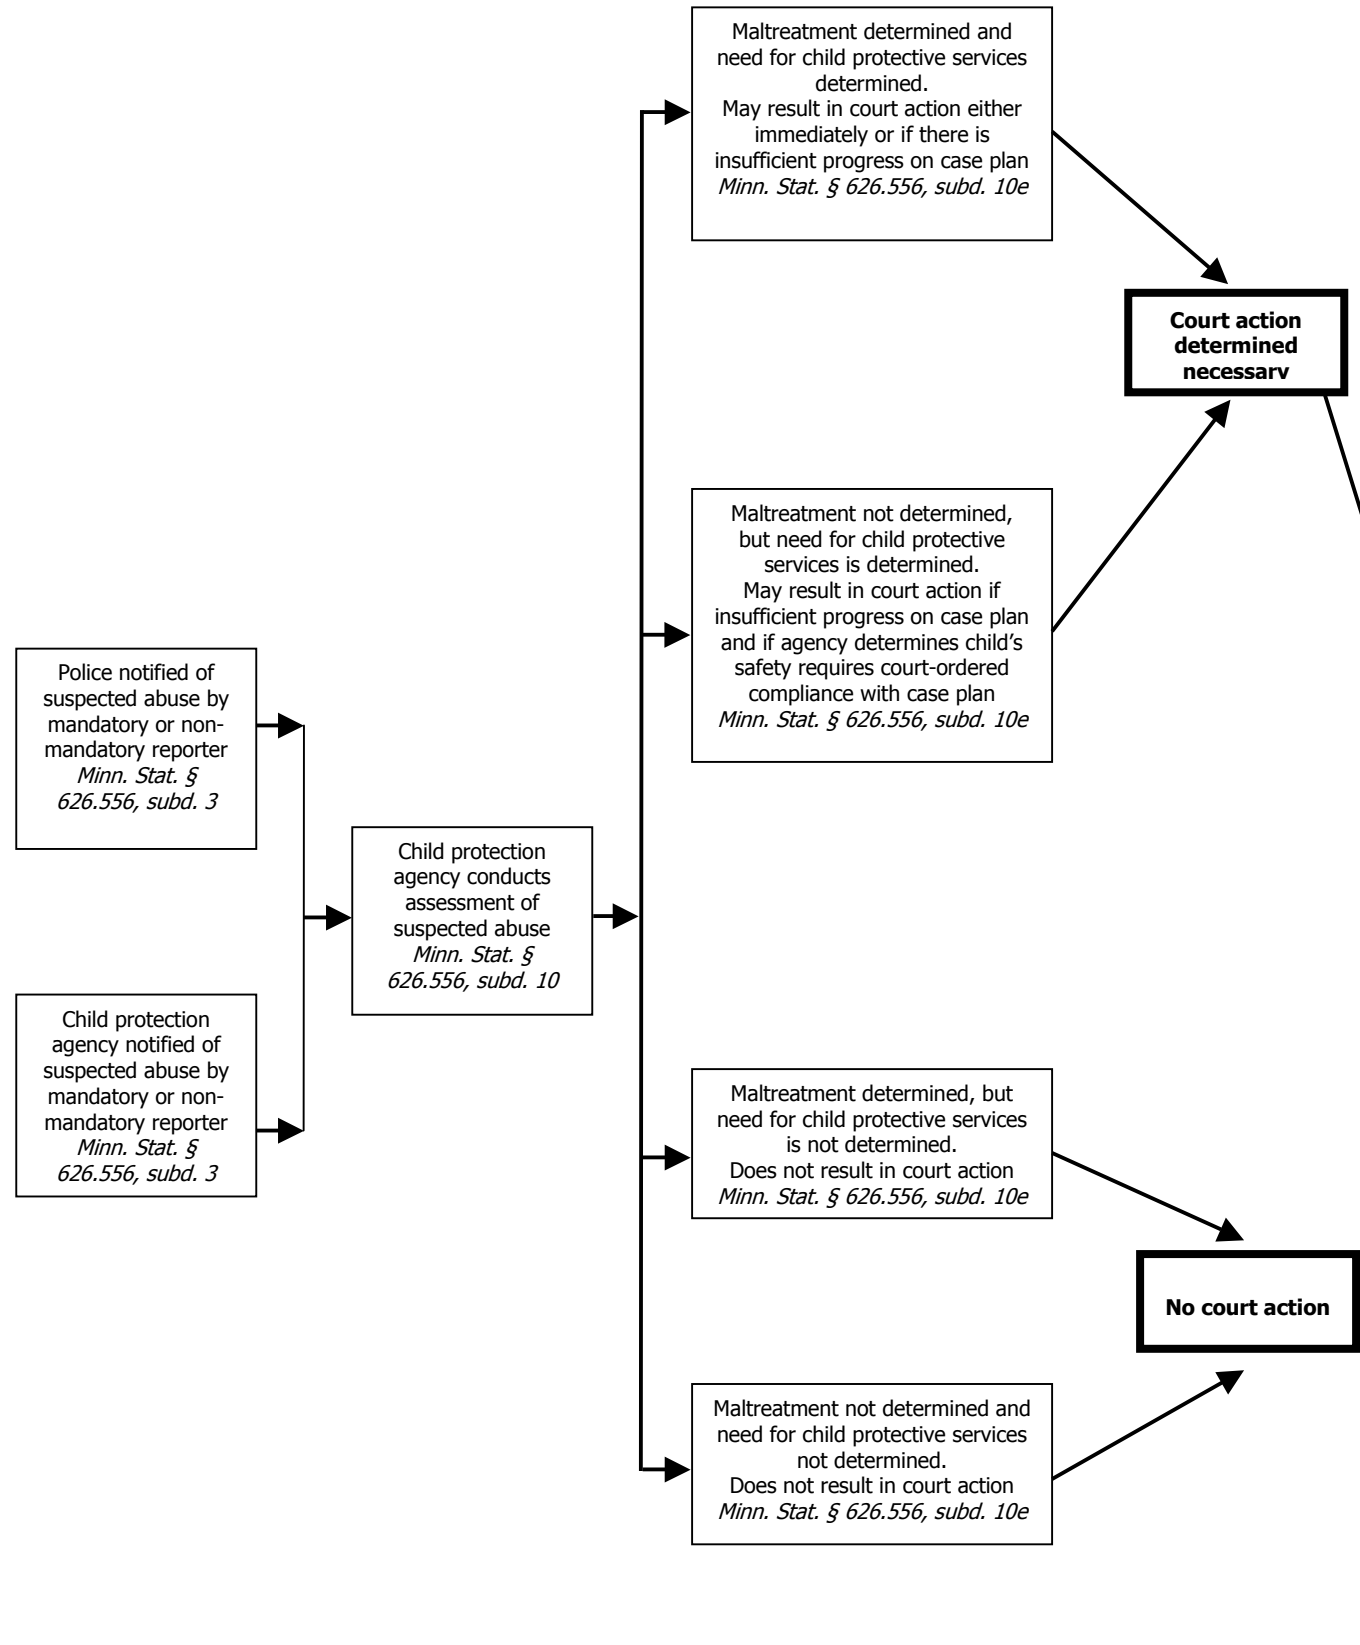 Maltreatment determined and
need for child protective services
determined.
May result in court action either
immediately or if there is
insufficient progress on case plan
Minn. Stat. § 626.556, subd. 10e
Court action
determined
necessary
Maltreatment not determined,
but need for child protective
services is determined.
May result in court action if
insufficient progress on case plan
and if agency determines child’s
safety requires court-ordered
compliance with case plan
Minn. Stat. § 626.556, subd. 10e
Police notified of
suspected abuse by
mandatory or non-
mandatory reporter
Minn. Stat. §
626.556, subd. 3
Child protection
agency conducts
assessment of
suspected abuse
Minn. Stat. §
626.556, subd. 10
Child protection
agency notified of
suspected abuse by
mandatory or non-
mandatory reporter
Minn. Stat. §
626.556, subd. 3
Maltreatment determined, but
need for child protective services
is not determined.
Does not result in court action
Minn. Stat. § 626.556, subd. 10e
No court action
Maltreatment not determined and
need for child protective services
not determined.
Does not result in court action
Minn. Stat. § 626.556, subd. 10e